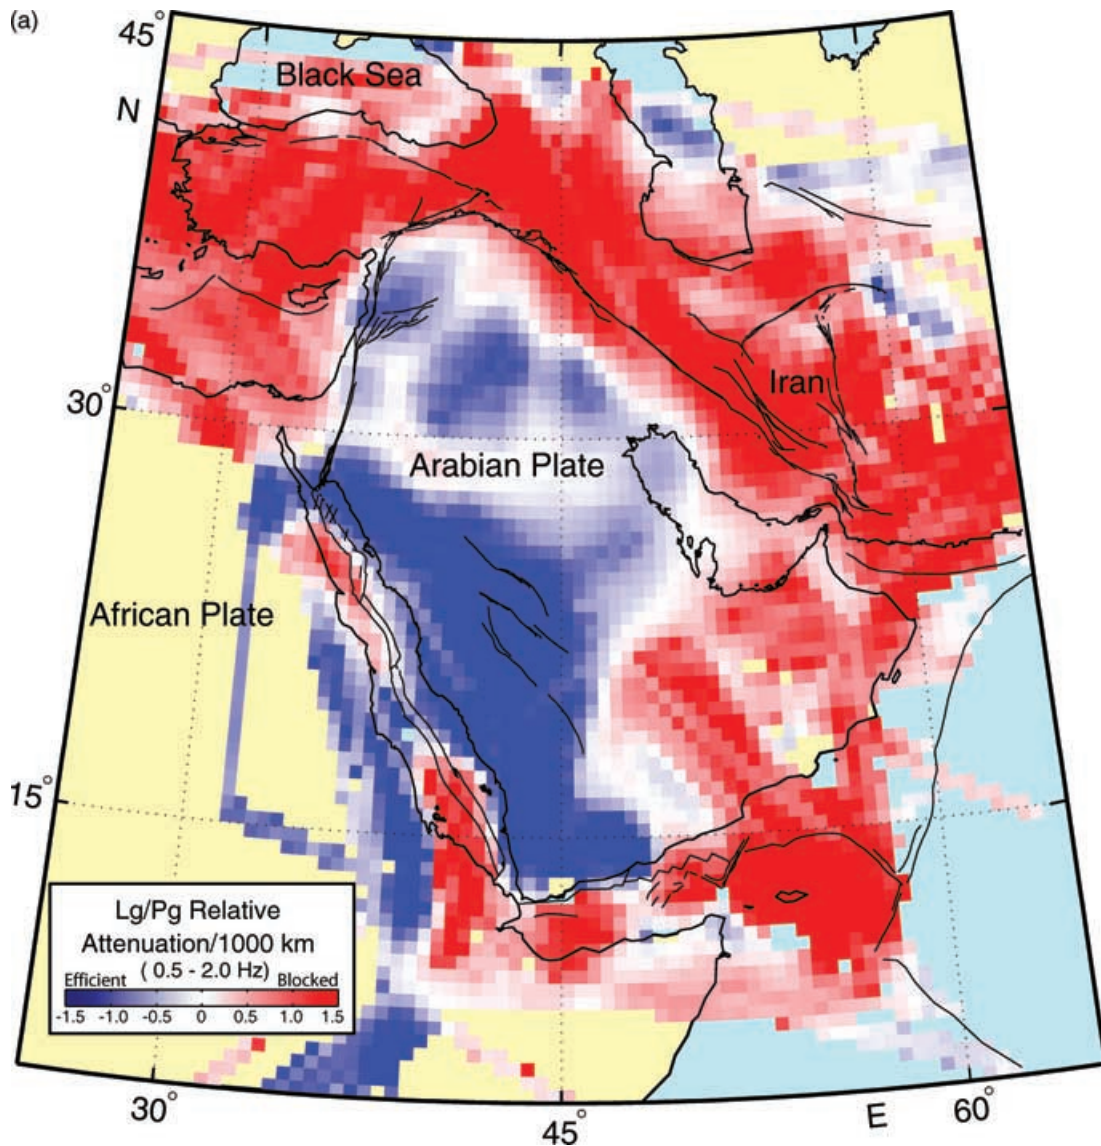 (a)
45°
Black Sea
N
Iran
30°
Arabian Plate
African Plate
15°
Lg/Pg Relative
Attenuation/1000 km
( 0.5 - 2.0 Hz)
Efficient Blocked
-1.5 -1.0 -0.5 0 0.5 1.0 1.5
30° 45° E 60°